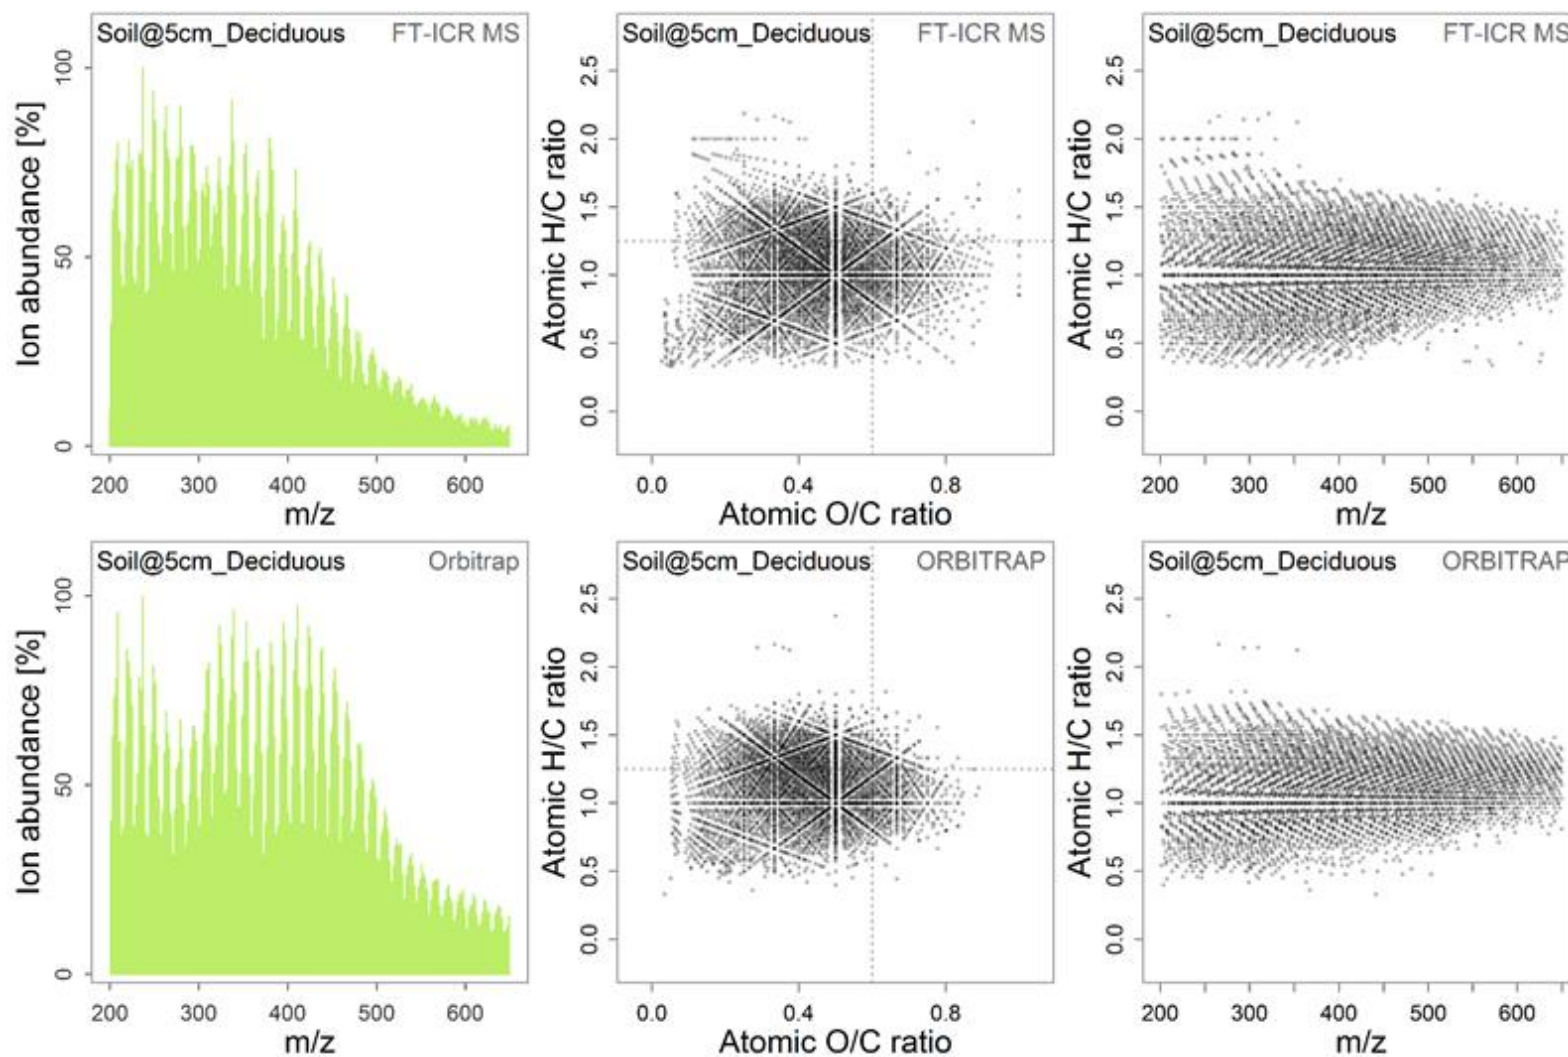 Soil@5cm_Deciduous FT-ICR MS
Ion abundance [%]
100
50
0
200 300 400 500 600
m/z
Soil@5cm_Deciduous FT-ICR MS
Atomic H/C ratio
2.5
2.0
1.5
1.0
0.5
0.0
0.0 0.4 0.8
Atomic O/C ratio
Soil@5cm_Deciduous FT-ICR MS
Atomic H/C ratio
2.5
2.0
1.5
1.0
0.5
0.0
200 300 400 500 600
m/z
Soil@5cm_Deciduous Orbitrap
Ion abundance [%]
100
50
0
200 300 400 500 600
m/z
Soil@5cm_Deciduous ORBITRAP
Atomic H/C ratio
2.5
2.0
1.5
1.0
0.5
0.0
0.0 0.4 0.8
Atomic O/C ratio
Soil@5cm_Deciduous ORBITRAP
Atomic H/C ratio
2.5
2.0
1.5
1.0
0.5
0.0
200 300 400 500 600
m/z